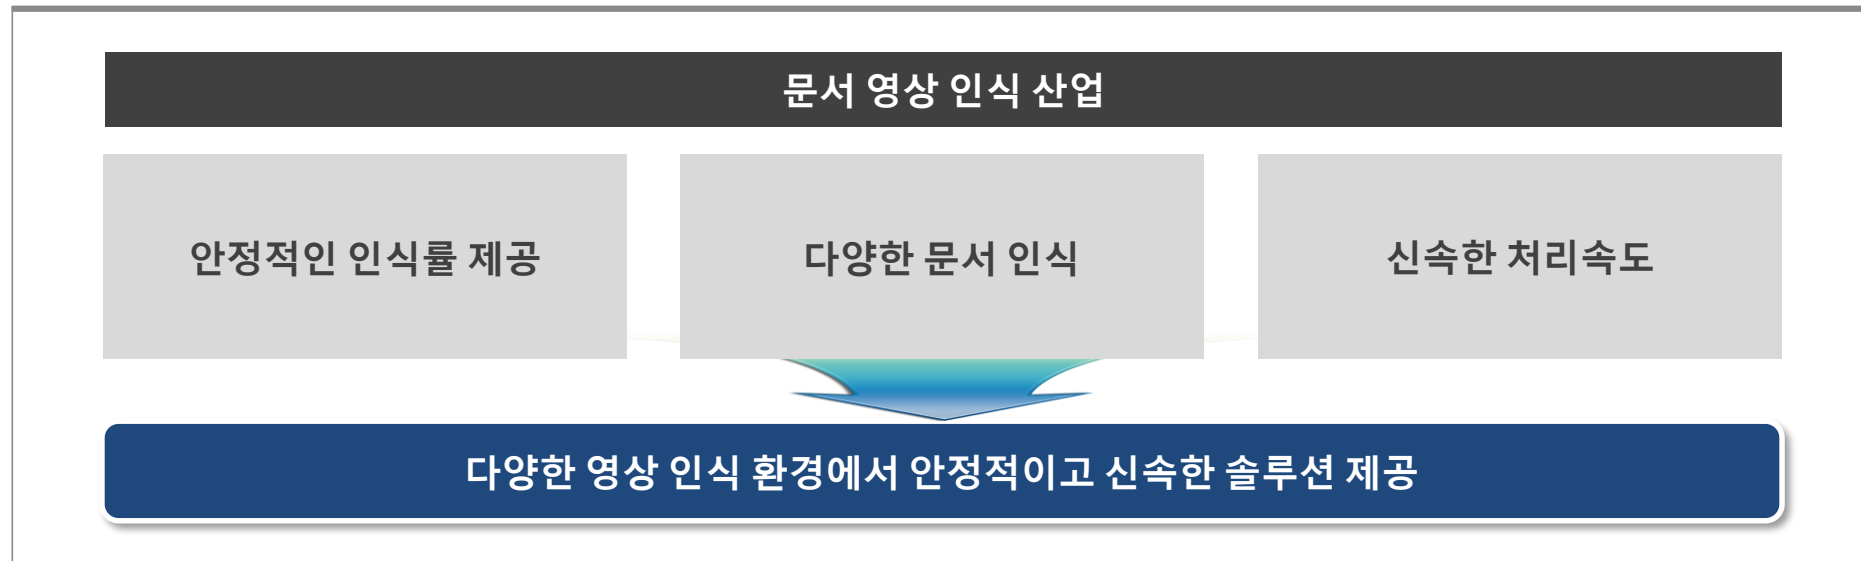 문서 영상 인식 산업
안정적인 인식률 제공
다양한 문서 인식
신속한 처리속도
다양한 영상 인식 환경에서 안정적이고 신속한 솔루션 제공